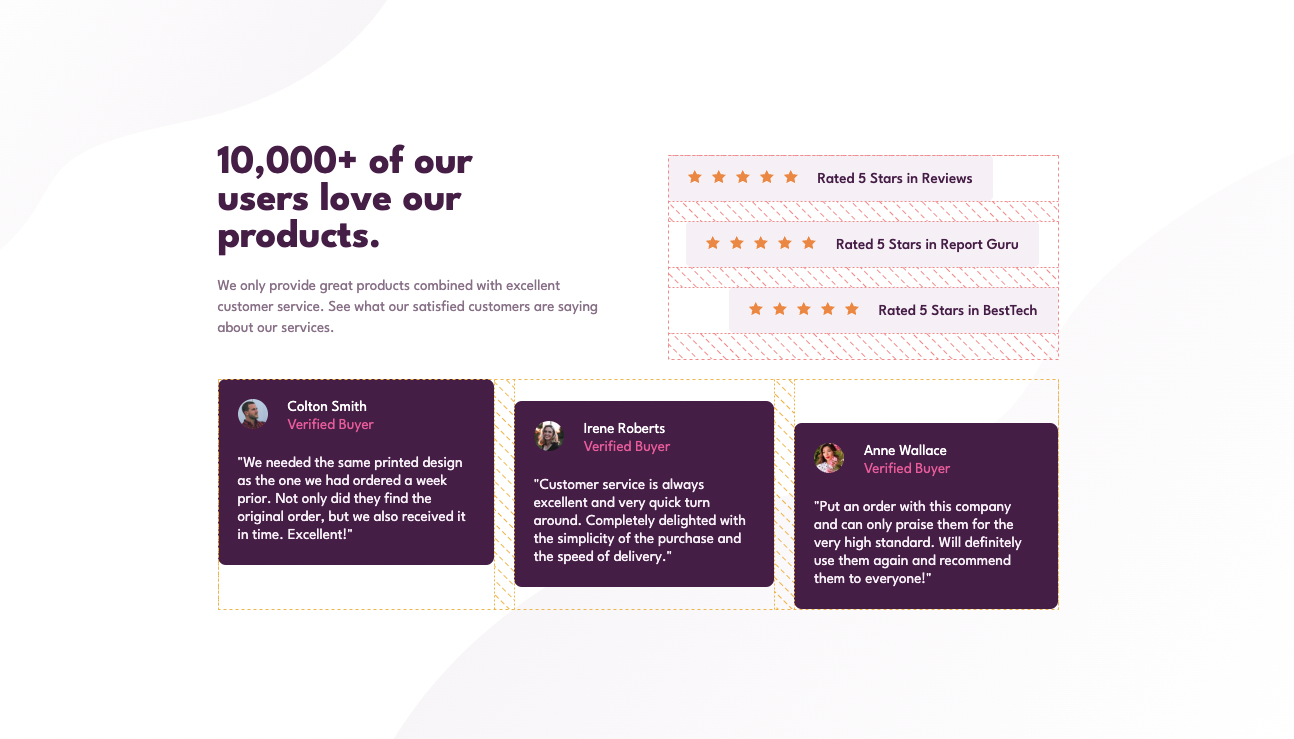 10,000+ of our
users love our
products.
We only provide great products combined with excellent
customer service. See what our satisfied customers are saying
about our services.
Rated 5 Stars in Reviews
Rated 5 Stars in Report Guru
Rated 5 Stars in BestTech
Colton Smith
Verified Buyer
"We needed the same printed design
as the one we had ordered a week
prior. Not only did they find the
original order, but we also received it
in time. Excellent!"
Irene Roberts
Verified Buyer
"Customer service is always
excellent and very quick turn
around. Completely delighted with
the simplicity of the purchase and
the speed of delivery."
Anne Wallace
Verified Buyer
"Put an order with this company
and can only praise them for the
very high standard. Will definitely
use them again and recommend
them to everyone!"